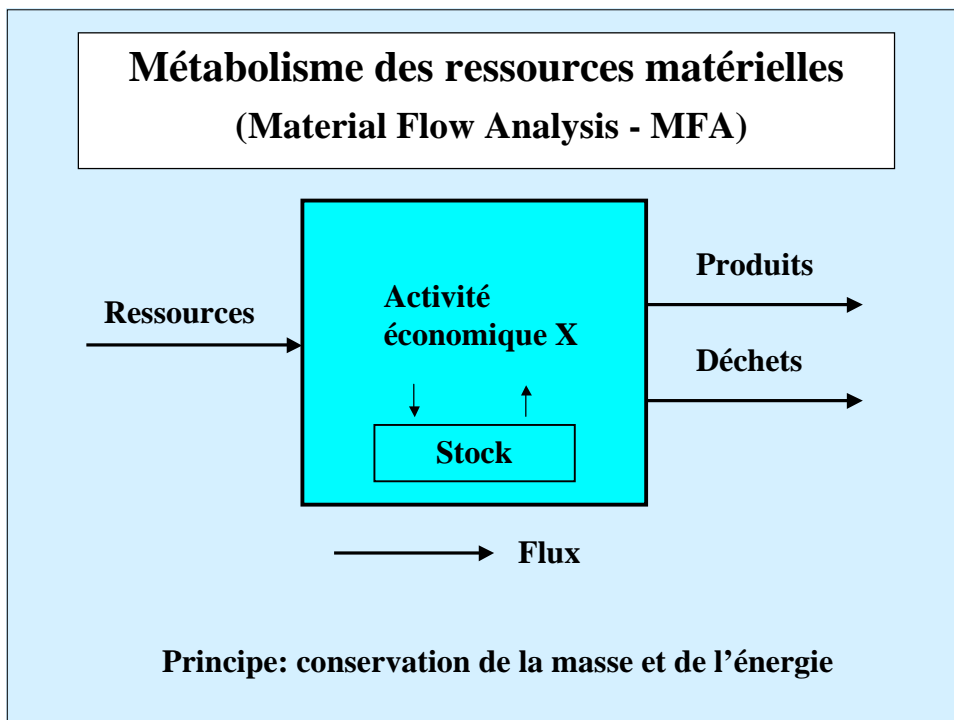 Métabolisme des ressources matérielles
(Material Flow Analysis - MFA)
Ressources
Activité
économique X
Stock
Produits
Déchets
Flux
Principe: conservation de la masse et de l’énergie